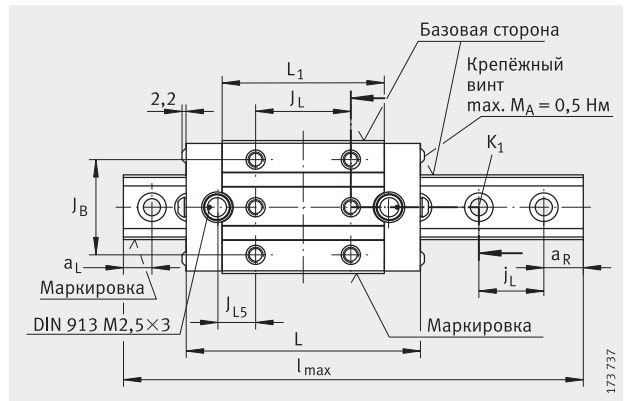 Базовая сторона
L1
Крепёжный
винт
max. MA = 0,5 Нм
JL
2,2
K1
JB
aL
aR
jL
Маркировка
JL5
DIN 913 M2,5×3
Маркировка
L
lmax
173 737